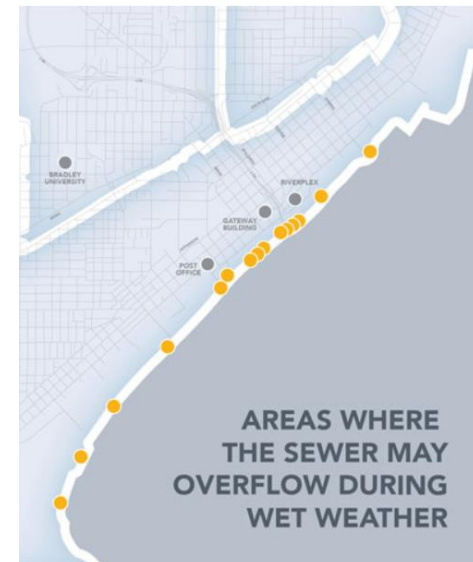 BRADLEY
UNIVERSITY
RIVERPLEX
GATEWAY
BUILDING
POST
OFFICE
AREAS WHERE
THE SEWER MAY
OVERFLOW DURING
WET WEATHER